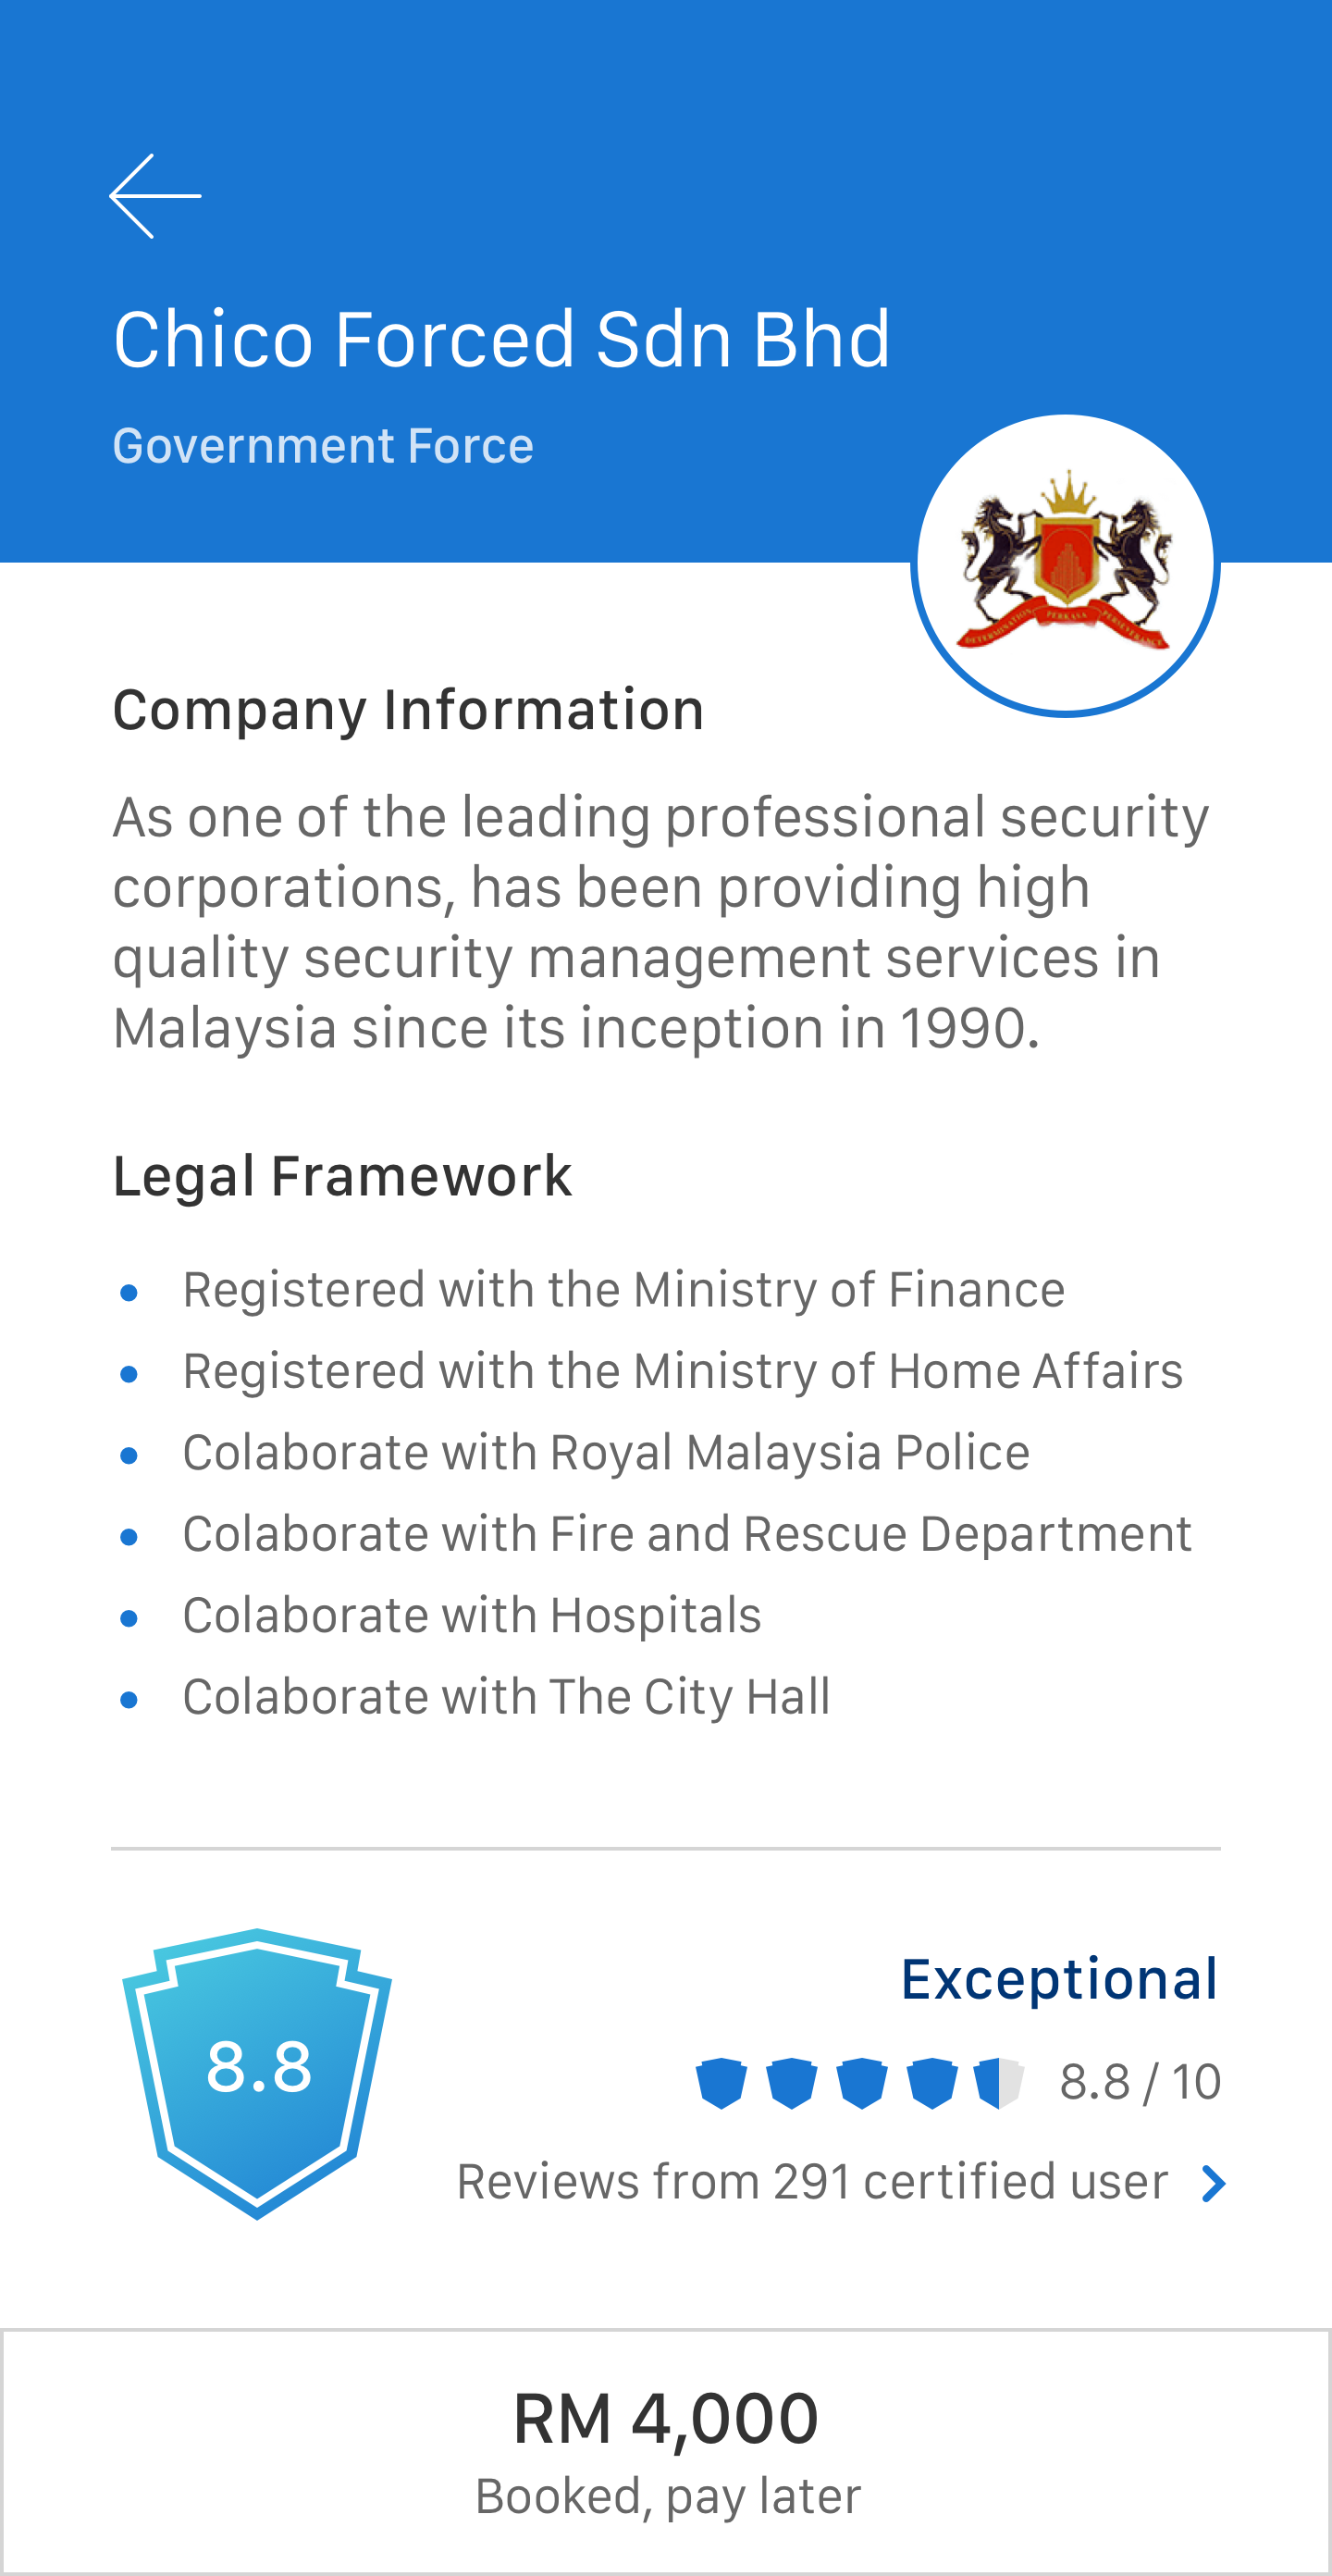 Chico Forced Sdn Bhd
Government Force
DETERMINATION PERKASA PERSEVERANCE
Company Information
As one of the leading professional security
corporations, has been providing high
quality security management services in
Malaysia since its inception in 1990.
Legal Framework
Registered with the Ministry of Finance
Registered with the Ministry of Home Affairs
Colaborate with Royal Malaysia Police
Colaborate with Fire and Rescue Department
Colaborate with Hospitals
Colaborate with The City Hall
8.8
Exceptional
8.8 / 10
Reviews from 291 certified user
RM 4,000
Booked, pay later